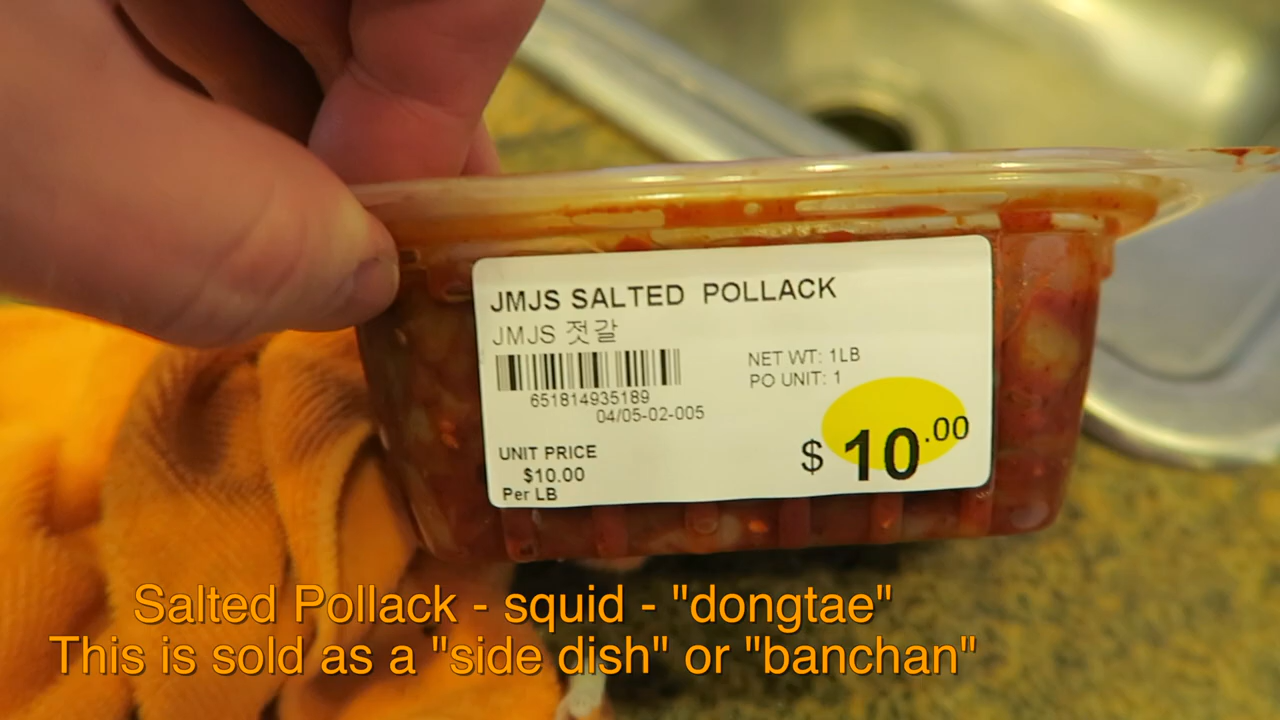 JMJS SALTED POLLACK
JMJS 젓갈
651814935189
04/05-02-005
NET WT: 1LB
PO UNIT: 1
UNIT PRICE
$10.00
Per LB
$ 10.00
Salted Pollack - squid - "dongtae"
This is sold as a "side dish" or "banchan"